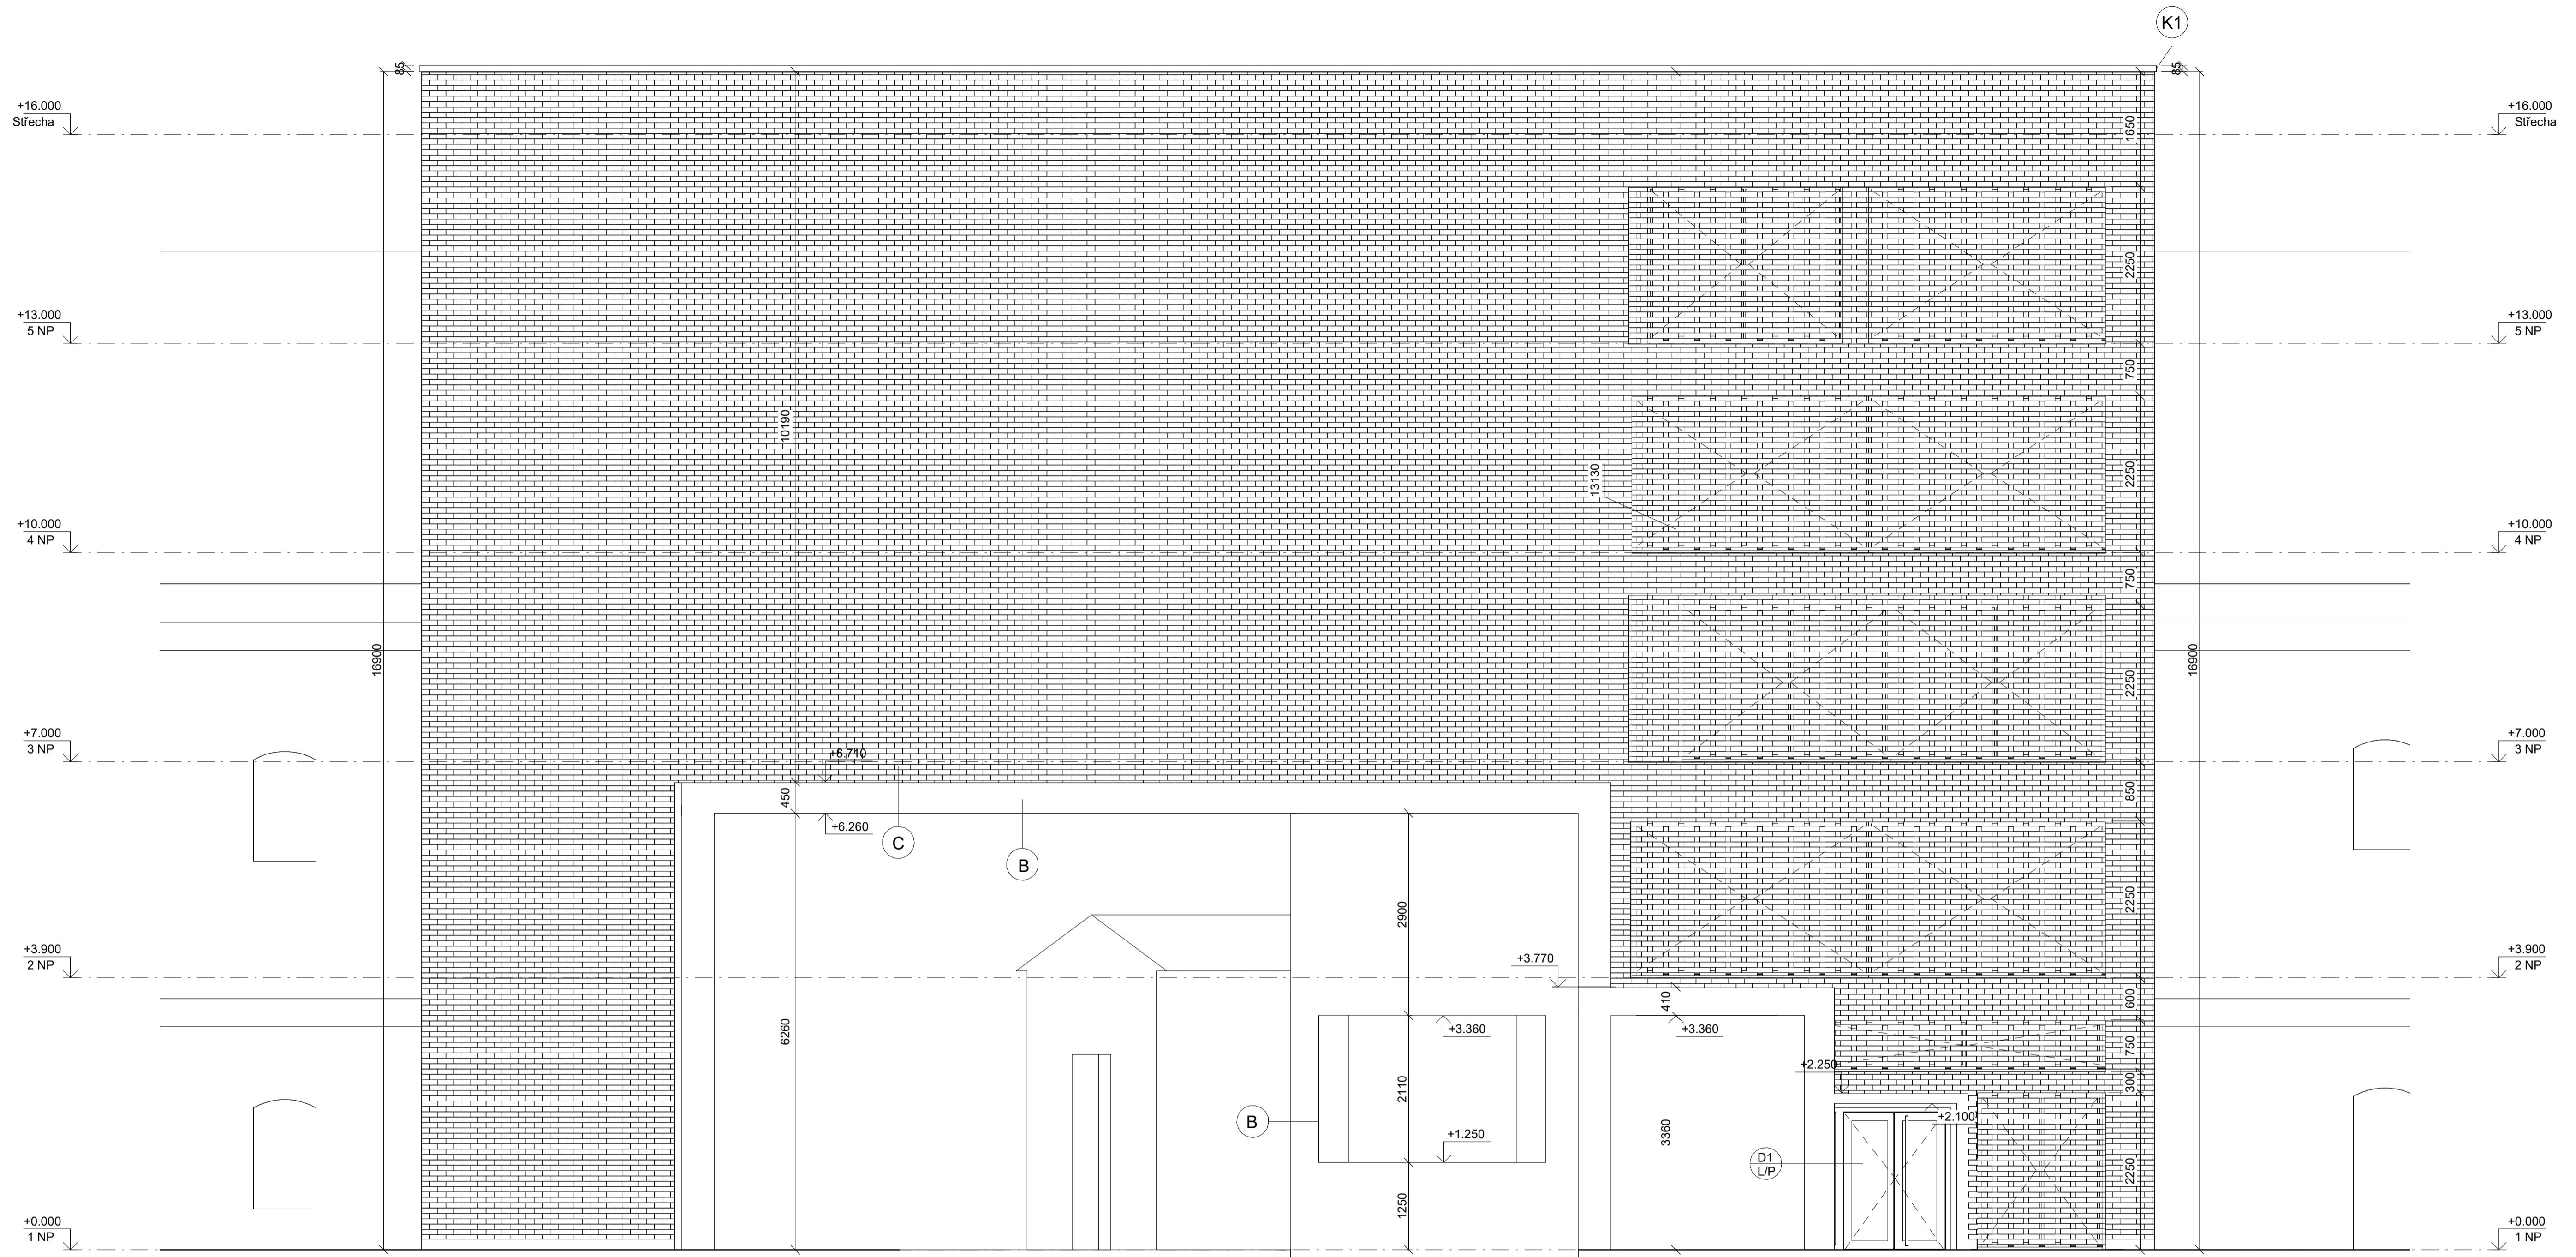 K1
85
85
+16.000
Střecha
+16.000
Střecha
1650
2250
+13.000
5 NP
+13.000
5 NP
750
10190
13130
2250
+10.000
4 NP
+10.000
4 NP
750
16900
16900
2250
+7.000
3 NP
+6.710
+7.000
3 NP
450
850
+6.260
C
B
2900
2250
+3.900
2 NP
+3.770
+3.900
2 NP
410
600
6260
+3.360
+3.360
750
+2.250
300
2110
B
+2.100
+1.250
3360
D1
L/P
2250
1250
+0.000
1 NP
+0.000
1 NP